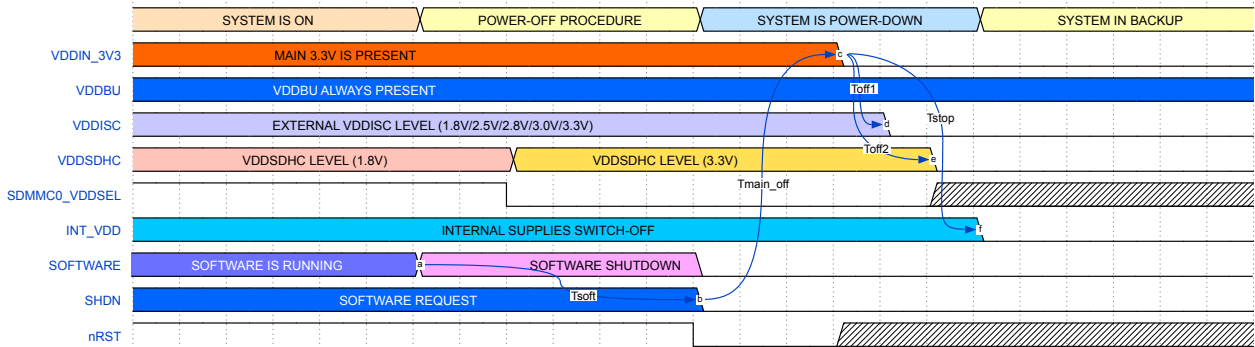 SYSTEM IS ON POWER-OFF PROCEDURE SYSTEM IS POWER-DOWN SYSTEM IN BACKUP
VDDIN_3V3 MAIN 3.3V IS PRESENT c
VDDBU VDDBU ALWAYS PRESENT Toff1
VDDISC EXTERNAL VDDISC LEVEL (1.8V/2.5V/2.8V/3.0V/3.3V) d Tstop
Toff2
VDDSDHC VDDSDHC LEVEL (1.8V) VDDSDHC LEVEL (3.3V) e
Tmain_off
SDMMC0_VDDSEL
INT_VDD INTERNAL SUPPLIES SWITCH-OFF f
SOFTWARE SOFTWARE IS RUNNING a SOFTWARE SHUTDOWN
SHDN SOFTWARE REQUEST Tsoft b
nRST